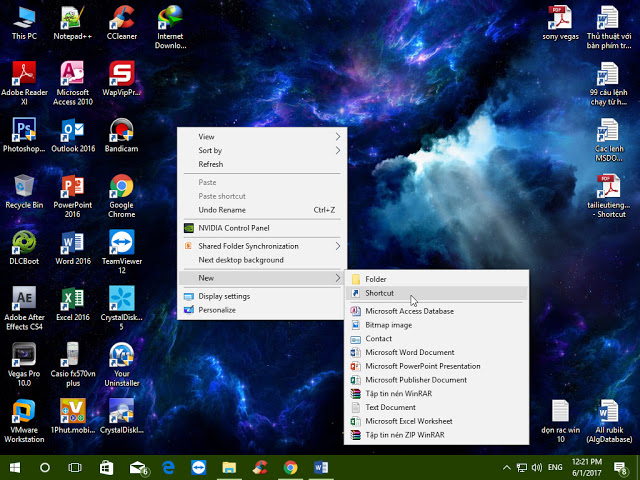 This PC
Notepad++
CCleaner
Internet
Downlo...
Adobe Reader
XI
Microsoft
Access 2010
WapVipPr...
Photoshop...
Outlook 2016
Bandicam
Recycle Bin
PowerPoint
2016
Google
Chrome
DLCBoot
Word 2016
TeamViewer
12
Adobe After
Effects CS4
Excel 2016
CrystalDisk...
5
Vegas Pro
10.0
Casio fx570vn
plus
Your
Uninstaller
VMware
Workstation
1Phut.mobi...
CrystalDiskI...
sony vegas
Thủ thuật với
bàn phím tr...
99 câu lệnh
chạy từ h...
Các lenh
MSDO...
tailieutieng...
- Shortcut
dọn rac win
10
All rubik
(AlgDatabase)
View
Sort by
Refresh
Paste
Paste shortcut
Undo Rename Ctrl+Z
NVIDIA Control Panel
Shared Folder Synchronization
Next desktop background
New
Display settings
Personalize
Folder
Shortcut
Microsoft Access Database
Bitmap image
Contact
Microsoft Word Document
Microsoft PowerPoint Presentation
Microsoft Publisher Document
Tập tin nén WinRAR
Text Document
Microsoft Excel Worksheet
Tập tin nén ZIP WinRAR
6
ENG
12:21 PM
6/1/2017
8